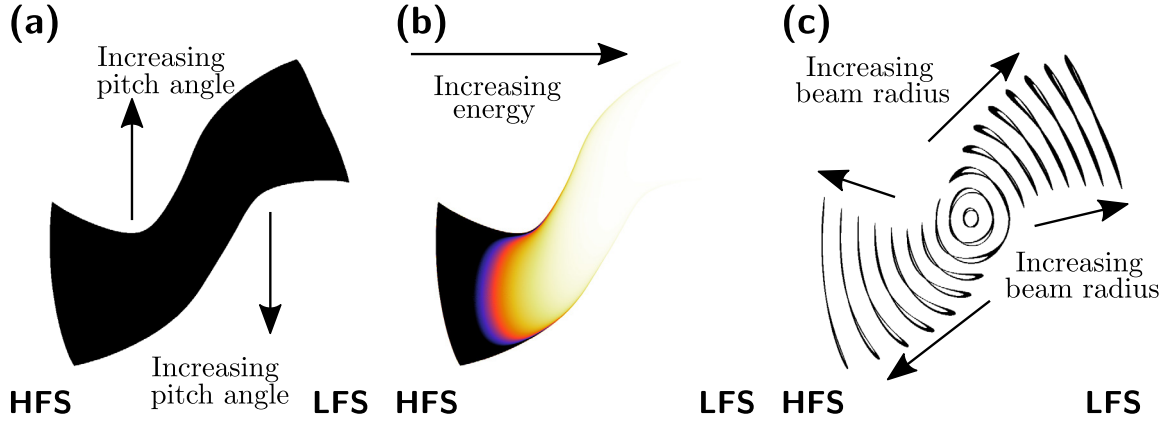 (a)
Increasing
pitch angle
Increasing
pitch angle
HFS
LFS
(b)
Increasing
energy
HFS
LFS
(c)
Increasing
beam radius
Increasing
beam radius
HFS
LFS